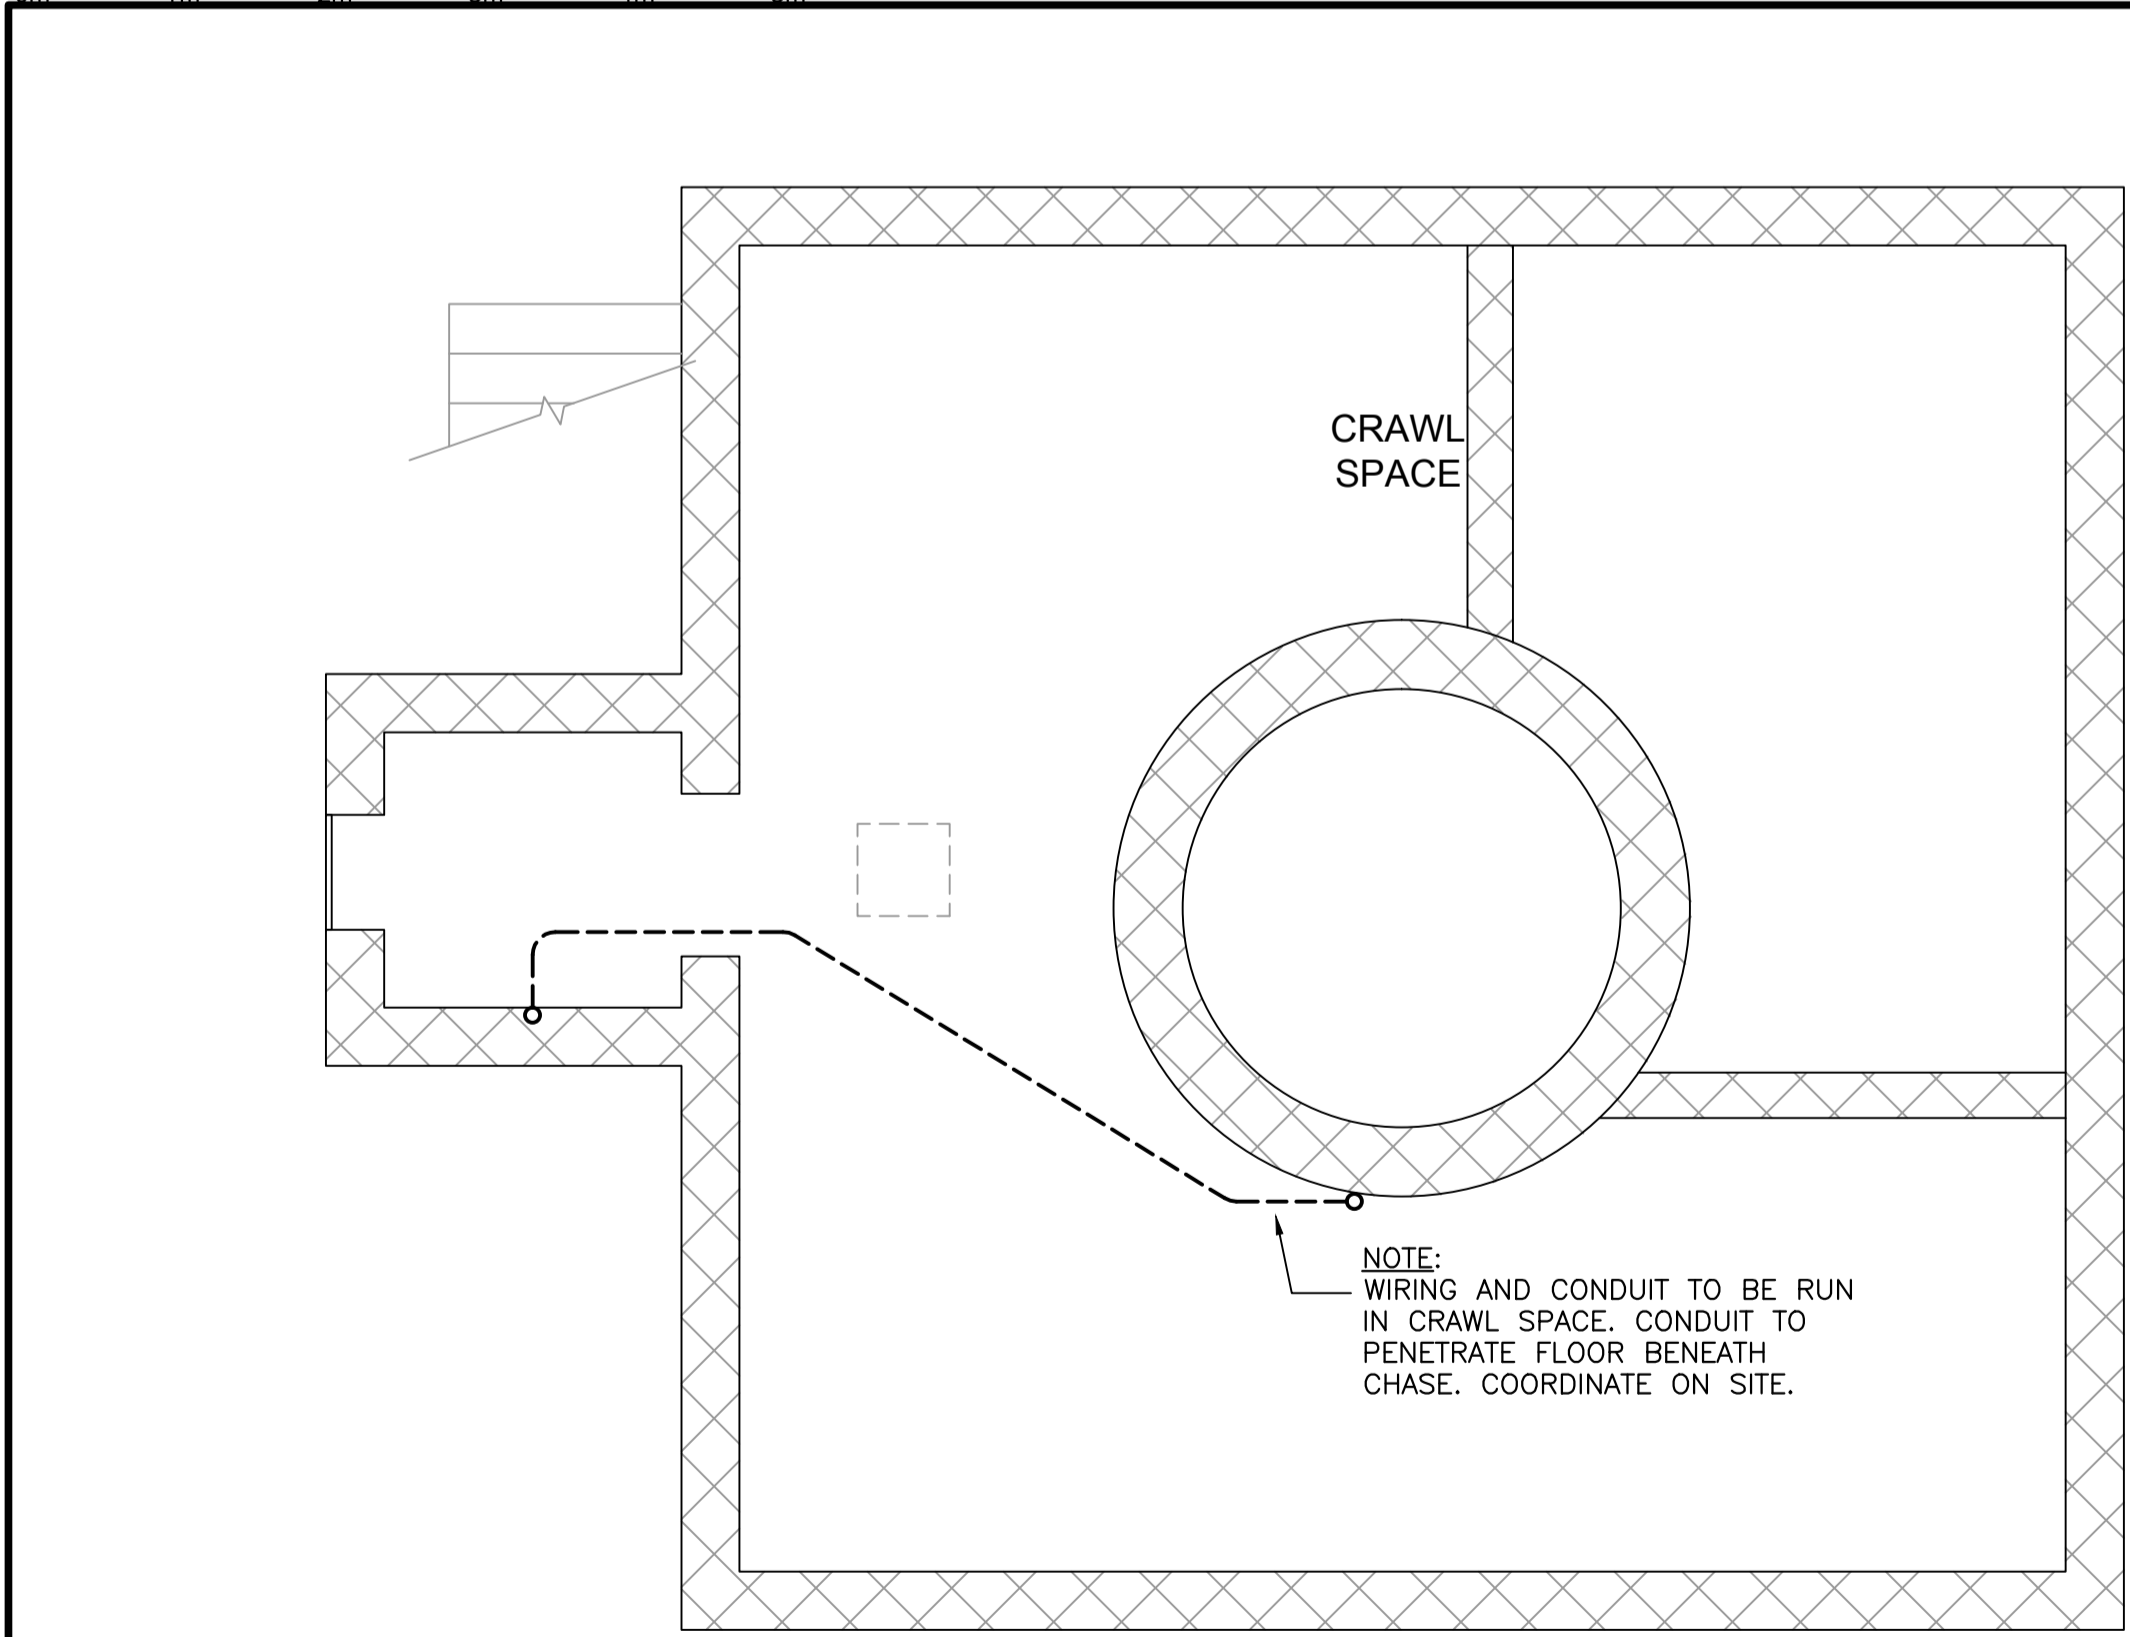 CRAWL
SPACE
NOTE:
WIRING AND CONDUIT TO BE RUN
IN CRAWL SPACE. CONDUIT TO
PENETRATE FLOOR BENEATH
CHASE. COORDINATE ON SITE.